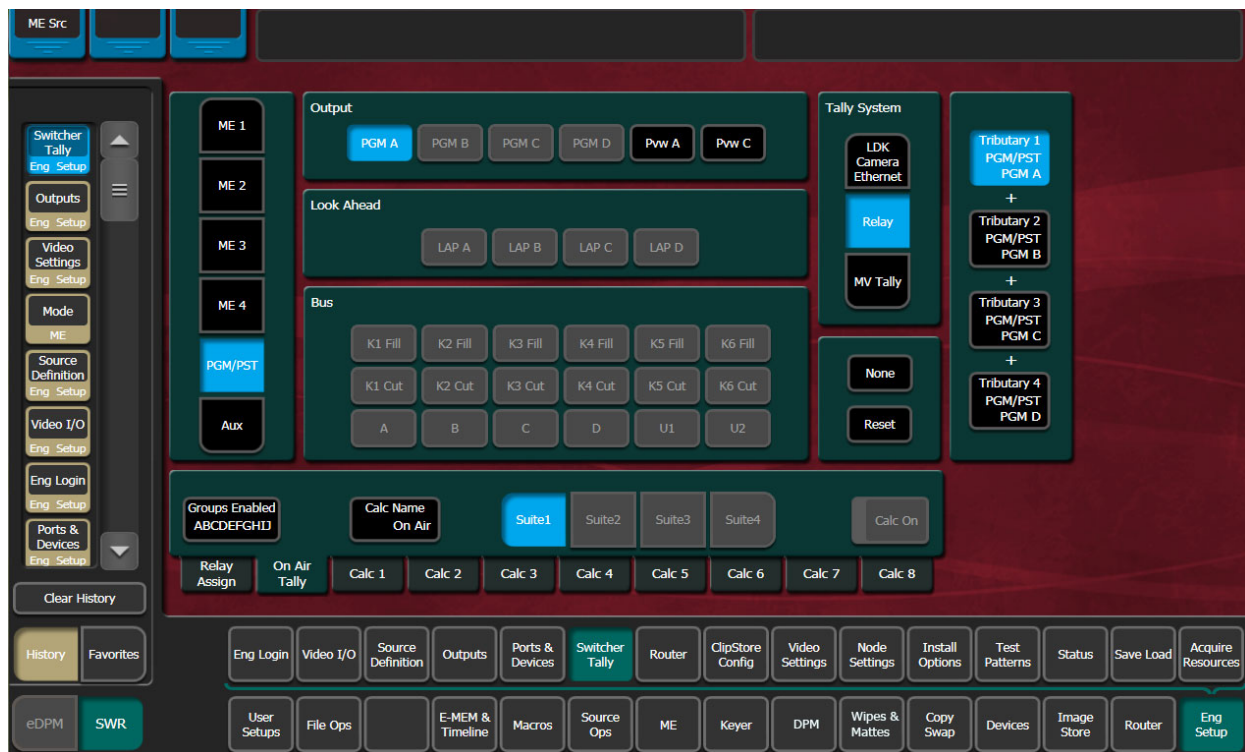 ME Src
Switcher
Tally
Eng Setup
Outputs
Eng Setup
Video
Settings
Eng Setup
Mode
ME
Source
Definition
Eng Setup
Video I/O
Eng Setup
Eng Login
Eng Setup
Ports &
Devices
Eng Setup
Clear History
History
Favorites
eDPM
SWR
ME 1
ME 2
ME 3
ME 4
PGM/PST
Aux
Output
PGM A
PGM B
PGM C
PGM D
Pvw A
Pvw C
Look Ahead
LAP A
LAP B
LAP C
LAP D
Bus
K1 Fill
K2 Fill
K3 Fill
K4 Fill
K5 Fill
K6 Fill
K1 Cut
K2 Cut
K3 Cut
K4 Cut
K5 Cut
K6 Cut
A
B
C
D
U1
U2
Tally System
LDK
Camera
Ethernet
Relay
MV Tally
None
Reset
Tributary 1
PGM/PST
PGM A
+
Tributary 2
PGM/PST
PGM B
+
Tributary 3
PGM/PST
PGM C
+
Tributary 4
PGM/PST
PGM D
Groups Enabled
ABCDEFGHIJ
Calc Name
On Air
Suite1
Suite2
Suite3
Suite4
Calc On
Relay
Assign
On Air
Tally
Calc 1
Calc 2
Calc 3
Calc 4
Calc 5
Calc 6
Calc 7
Calc 8
Eng Login
Video I/O
Source
Definition
Outputs
Ports &
Devices
Switcher
Tally
Router
ClipStore
Config
Video
Settings
Node
Settings
Install
Options
Test
Patterns
Status
Save Load
Acquire
Resources
User
Setups
File Ops
E-MEM &
Timeline
Macros
Source
Ops
ME
Keyer
DPM
Wipes &
Mattes
Copy
Swap
Devices
Image
Store
Router
Eng
Setup